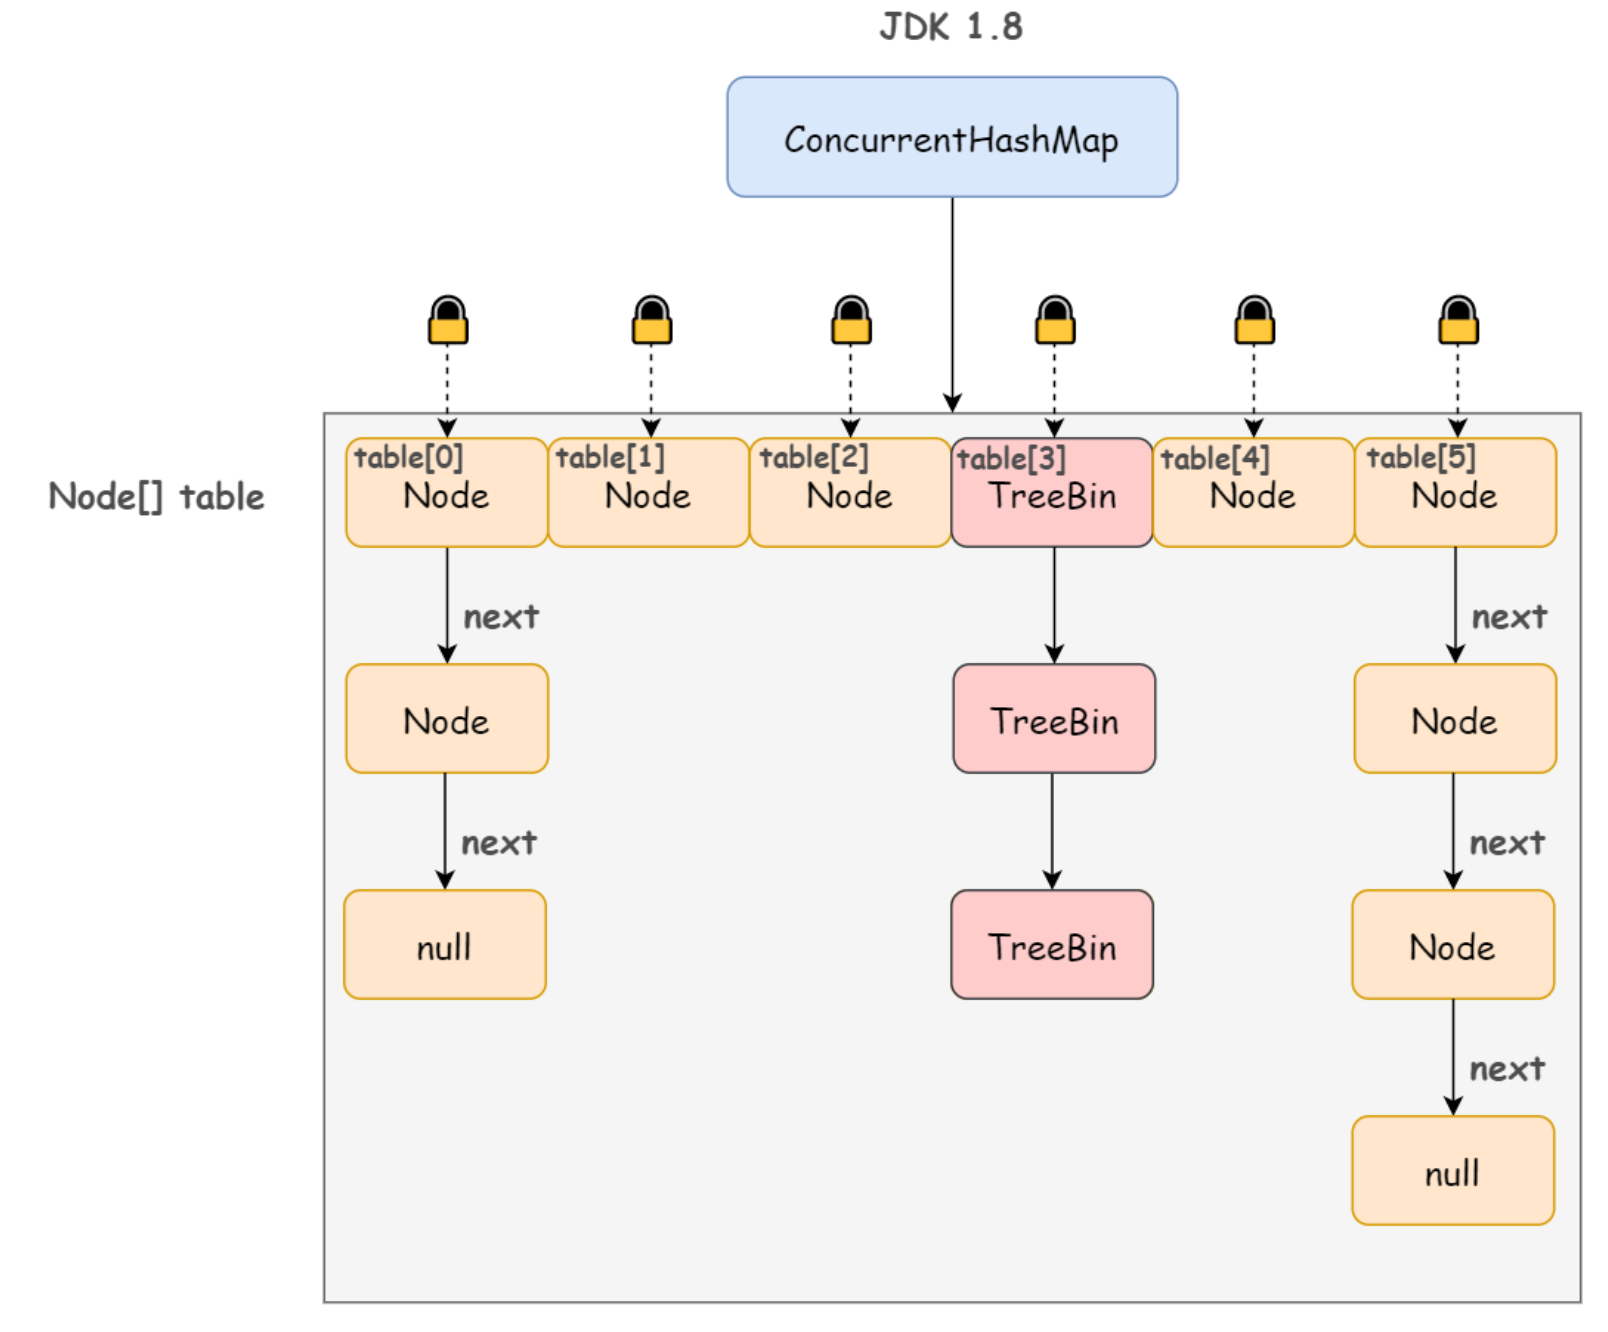 JDK 1.8
ConcurrentHashMap
Node[] table
table[0] table[1] table[2] table[3] table[4] table[5]
Node Node Node TreeBin Node Node
next next
Node TreeBin Node
next next
null TreeBin Node
next
null